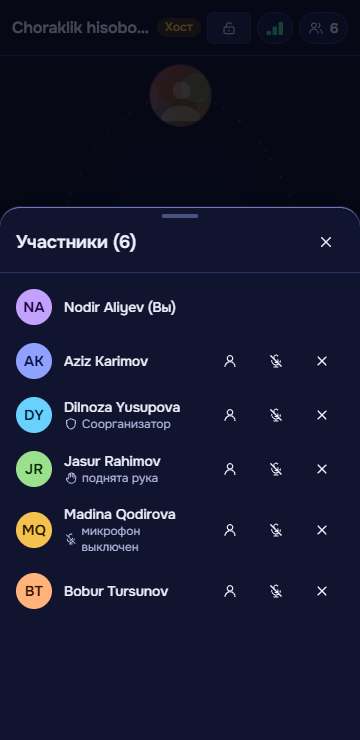 Choraklik hisobo...
Хост
6
Участники (6)
NA
Nodir Aliyev (Вы)
AK
Aziz Karimov
DY
Dilnoza Yusupova
Соорганизатор
JR
Jasur Rahimov
поднята рука
MQ
Madina Qodirova
микрофон
выключен
BT
Bobur Tursunov